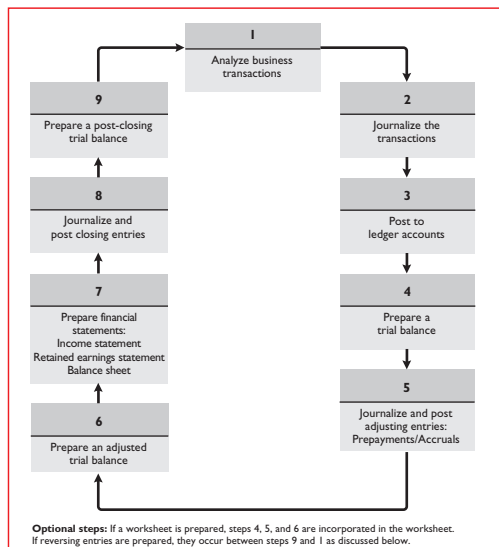 1
Analyze business
transactions
2
Journalize the
transactions
3
Post to
ledger accounts
4
Prepare a
trial balance
5
Journalize and post
adjusting entries:
Prepayments/Accruals
6
Prepare an adjusted
trial balance
7
Prepare financial
statements:
Income statement
Retained earnings statement
Balance sheet
8
Journalize and
post closing entries
9
Prepare a post-closing
trial balance
Optional steps: If a worksheet is prepared, steps 4, 5, and 6 are incorporated in the worksheet.
If reversing entries are prepared, they occur between steps 9 and 1 as discussed below.